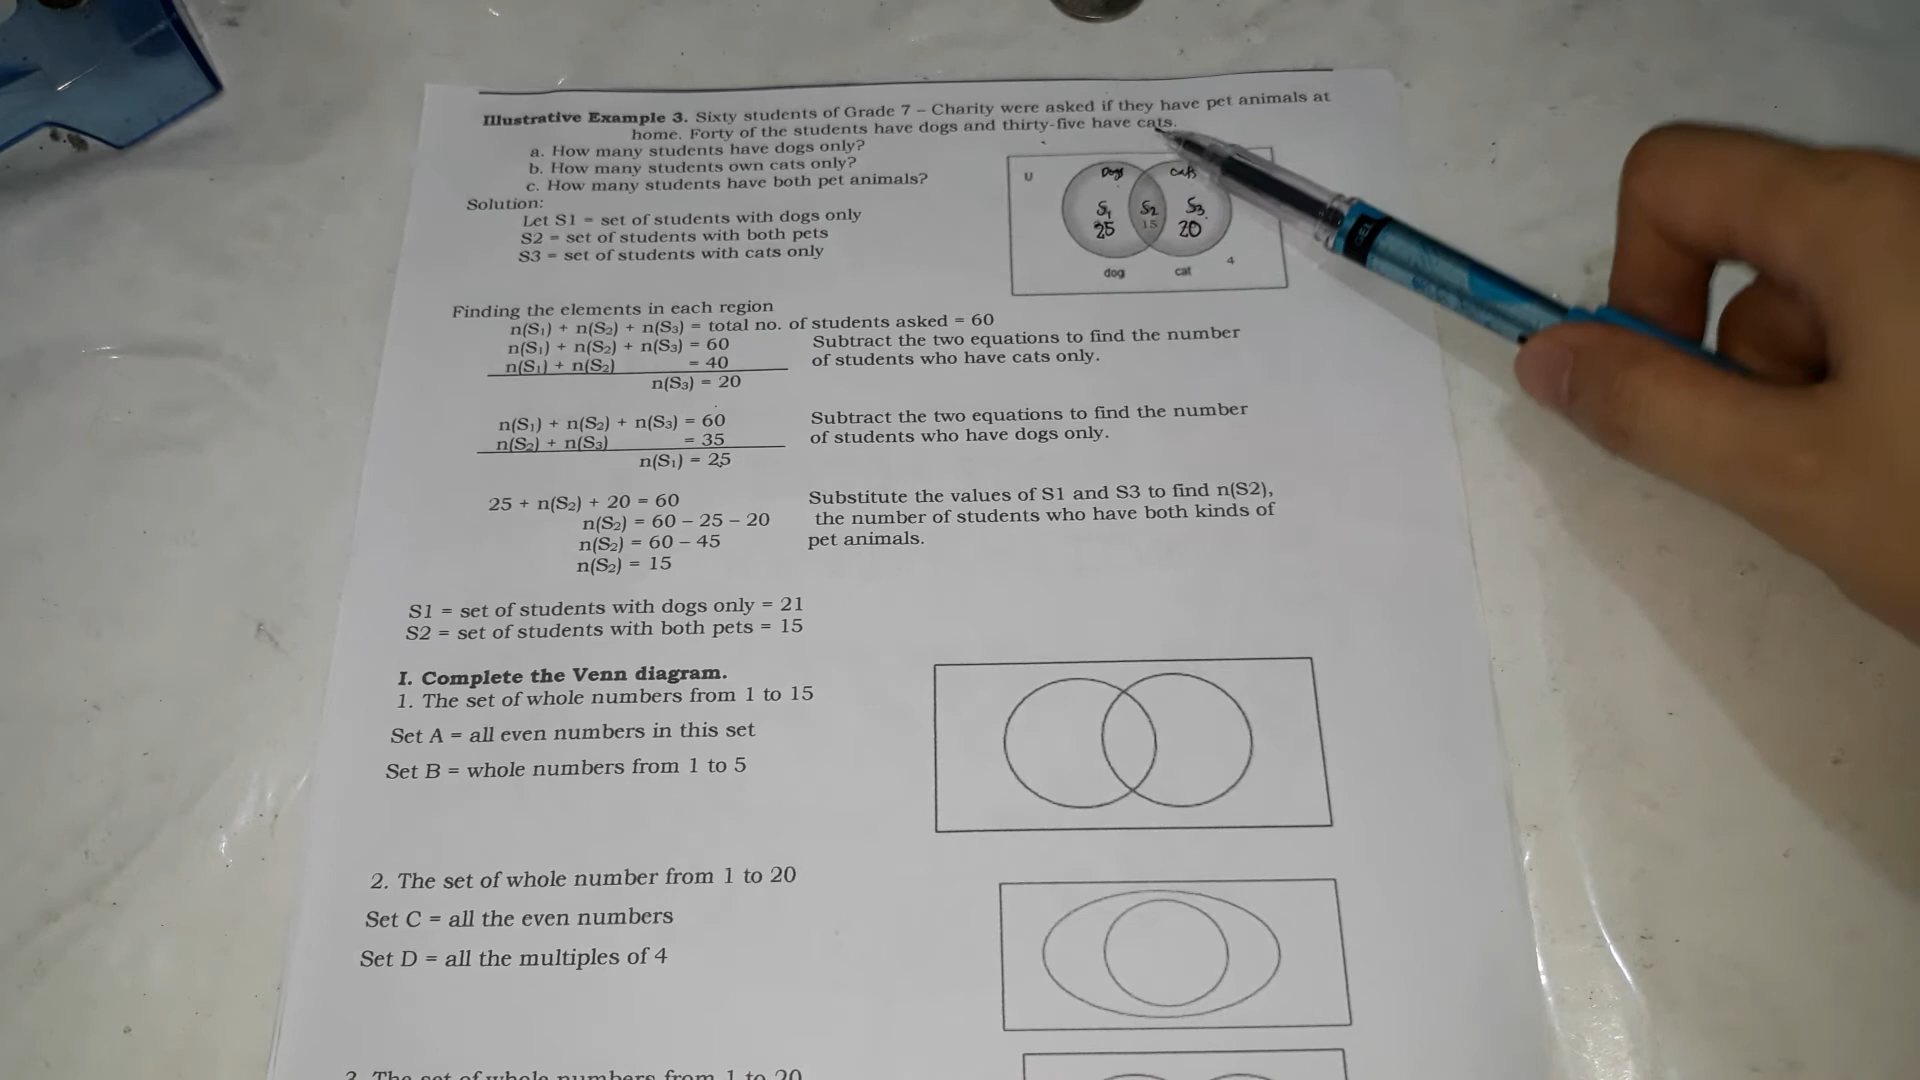 Illustrative Example 3. Sixty students of Grade 7 – Charity were asked if they have pet animals at
home. Forty of the students have dogs and thirty-five have cats.
a. How many students have dogs only?
b. How many students own cats only?
c. How many students have both pet animals?
Solution:
Let S1 = set of students with dogs only
S2 = set of students with both pets
S3 = set of students with cats only
U
Dogs Cats
S₁ S₂ S₃
25 15 20
4
dog cat
Finding the elements in each region
n(S₁) + n(S₂) + n(S₃) = total no. of students asked = 60
n(S₁) + n(S₂) + n(S₃) = 60 Subtract the two equations to find the number
n(S₁) + n(S₂) = 40 of students who have cats only.
n(S₃) = 20
n(S₁) + n(S₂) + n(S₃) = 60 Subtract the two equations to find the number
n(S₂) + n(S₃) = 35 of students who have dogs only.
n(S₁) = 25
25 + n(S₂) + 20 = 60 Substitute the values of S1 and S3 to find n(S2),
n(S₂) = 60 – 25 – 20 the number of students who have both kinds of
n(S₂) = 60 – 45 pet animals.
n(S₂) = 15
S1 = set of students with dogs only = 21
S2 = set of students with both pets = 15
I. Complete the Venn diagram.
1. The set of whole numbers from 1 to 15
Set A = all even numbers in this set
Set B = whole numbers from 1 to 5
2. The set of whole number from 1 to 20
Set C = all the even numbers
Set D = all the multiples of 4
The set of whole numbers from 1 to 20
GEL